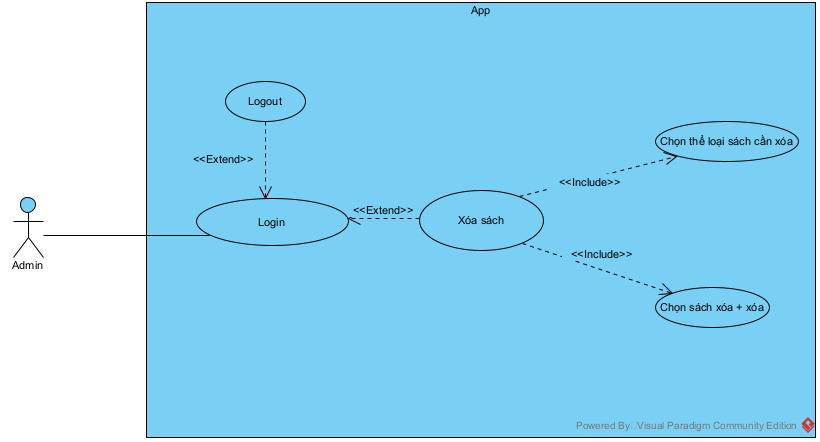 App
Logout
<<Extend>>
Chọn thể loại sách cần xóa
<<Include>>
<<Extend>>
Login
Xóa sách
Admin
<<Include>>
Chọn sách xóa + xóa
Powered By Visual Paradigm Community Edition